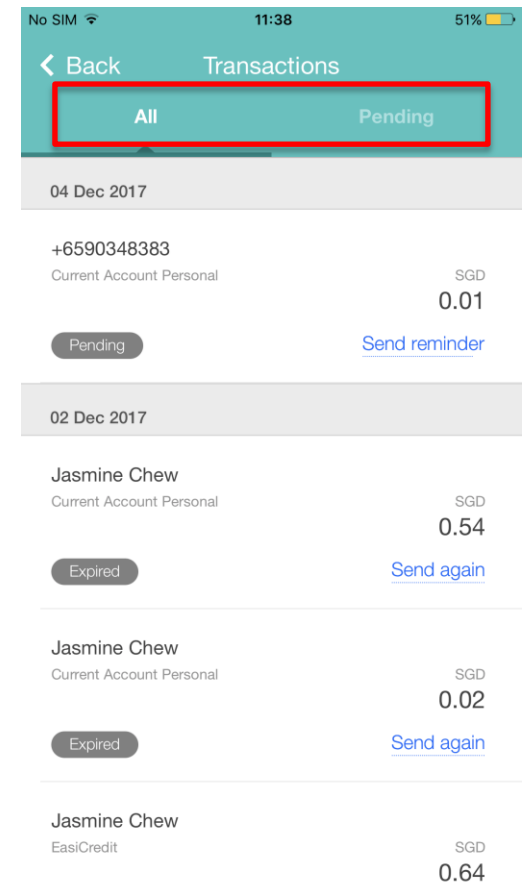 No SIM 11:38 51%
Back Transactions
All Pending
04 Dec 2017
+6590348383
Current Account Personal SGD
0.01
Pending Send reminder
02 Dec 2017
Jasmine Chew
Current Account Personal SGD
0.54
Expired Send again
Jasmine Chew
Current Account Personal SGD
0.02
Expired Send again
Jasmine Chew
EasiCredit SGD
0.64